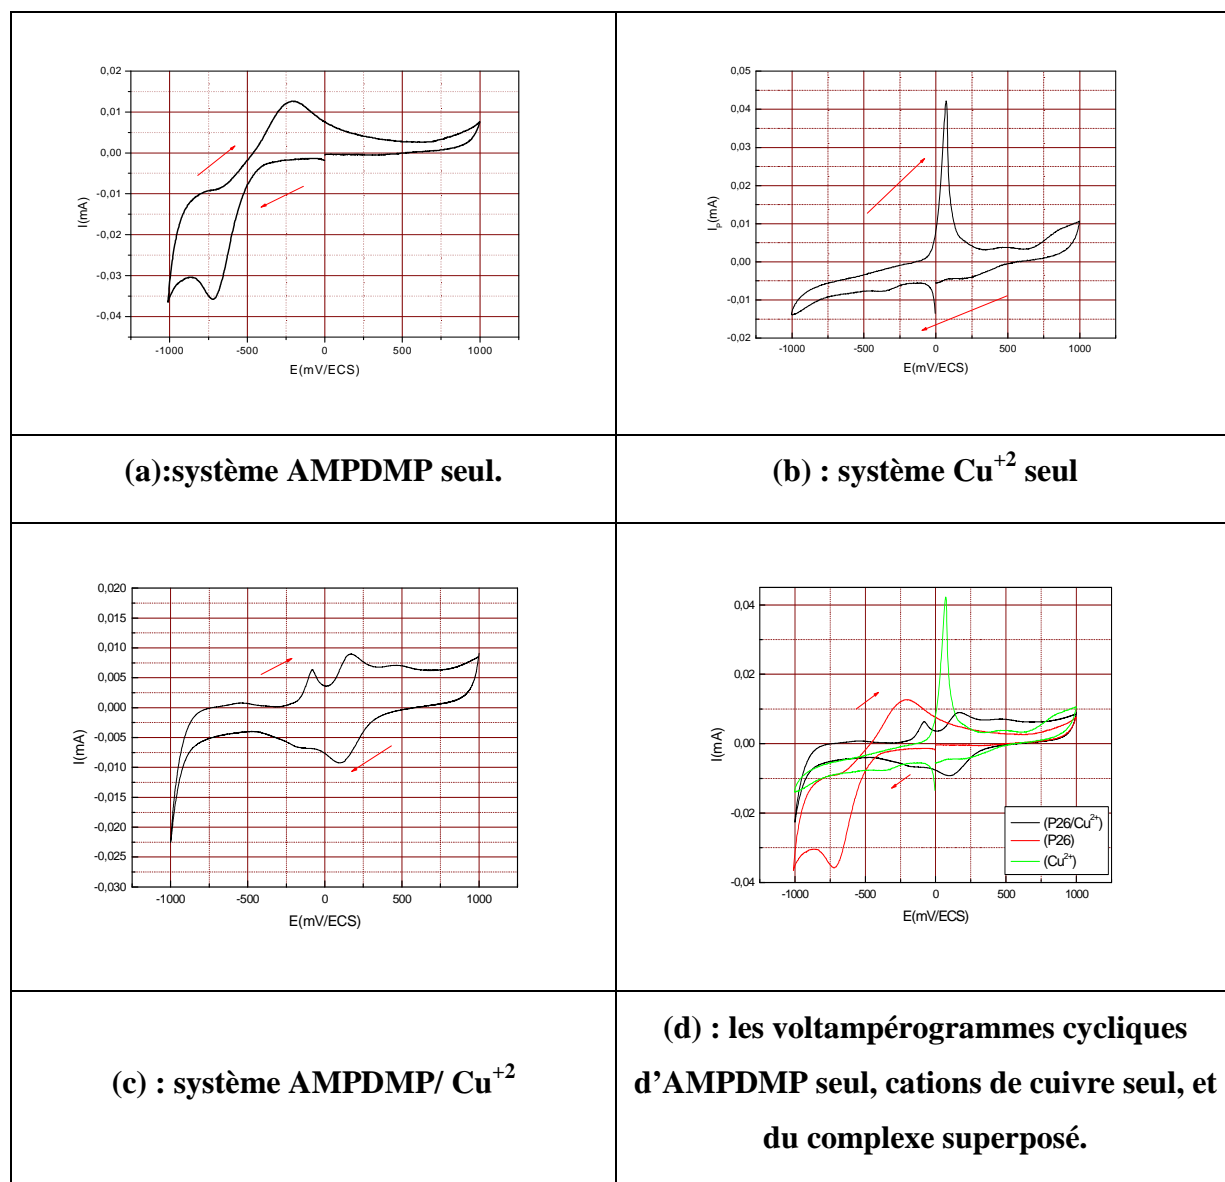 0,02
0,01
0,00
-0,01
-0,02
-0,03
-0,04
I(mA)
-1000 -500 0 500 1000
E(mV/ECS)
0,05
0,04
0,03
0,02
0,01
0,00
-0,01
-0,02
I_P(mA)
-1000 -500 0 500 1000
E(mV/ECS)
(a):système AMPDMP seul.
(b) : système Cu⁺² seul
0,020
0,015
0,010
0,005
0,000
-0,005
-0,010
-0,015
-0,020
-0,025
-0,030
I(mA)
-1000 -500 0 500 1000
E(mV/ECS)
0,04
0,02
0,00
-0,02
-0,04
I(mA)
(P26/Cu²⁺)
(P26)
(Cu²⁺)
-1000 -500 0 500 1000
E(mV/ECS)
(c) : système AMPDMP/ Cu⁺²
(d) : les voltampérogrammes cycliques
d’AMPDMP seul, cations de cuivre seul, et
du complexe superposé.